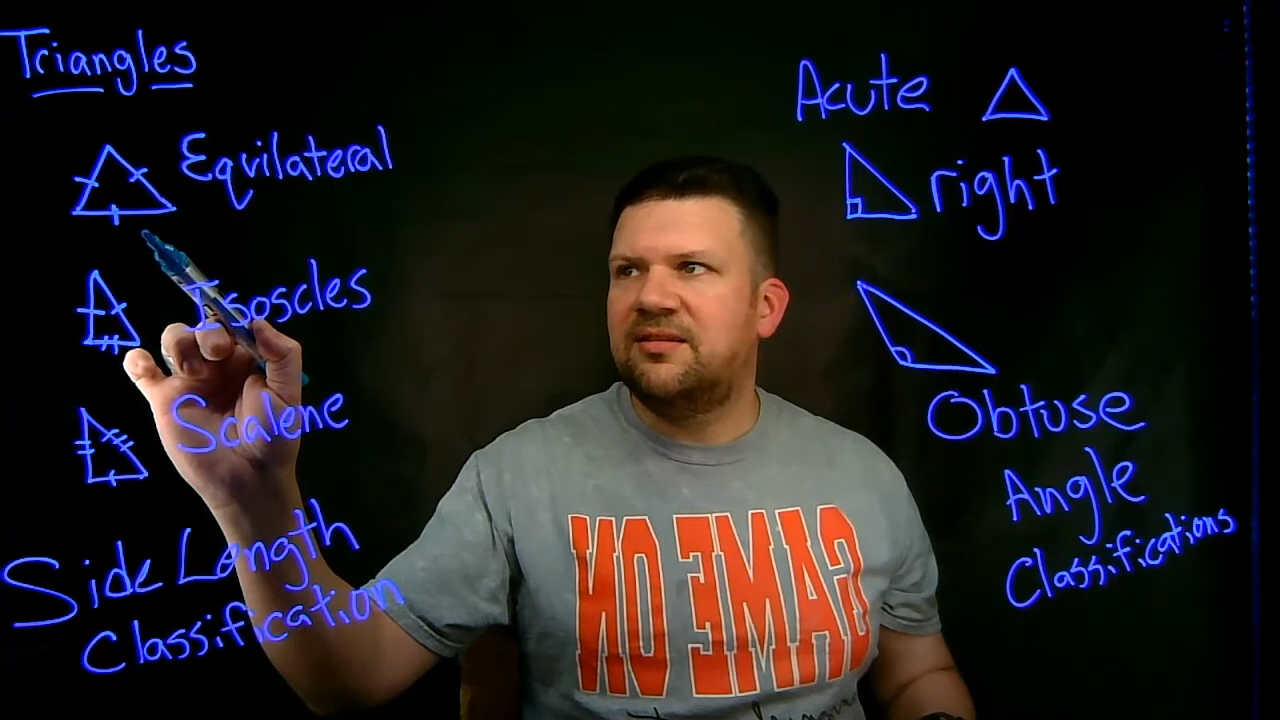 Triangles
Equilateral
Isoscles
Scalene
Side Length
Classification
Acute
right
Obtuse
Angle
Classifications
GAME ON